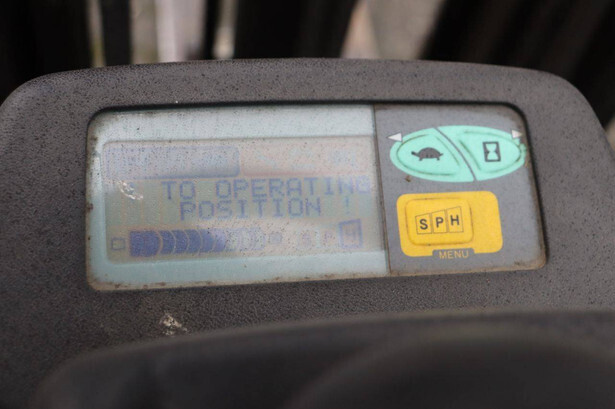 TO OPERATING
POSITION !
SPH
MENU